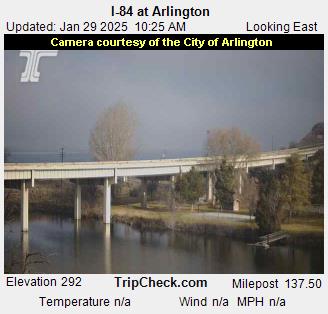 I-84 at Arlington
Updated: Jan 29 2025 10:25 AM Looking East
Camera courtesy of the City of Arlington
Elevation 292 TripCheck.com Milepost 137.50
Temperature n/a Wind n/a MPH n/a